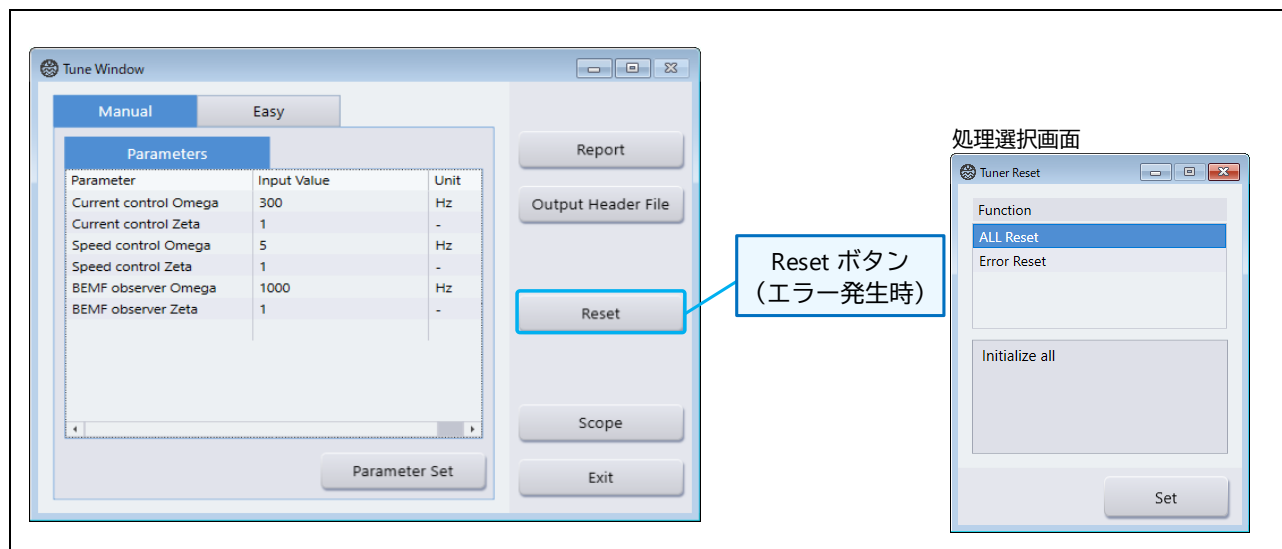 Tune Window
Manual Easy
Parameters
Parameter Input Value Unit
Current control Omega 300 Hz
Current control Zeta 1 -
Speed control Omega 5 Hz
Speed control Zeta 1 -
BEMF observer Omega 1000 Hz
BEMF observer Zeta 1 -
Parameter Set
Report
Output Header File
Reset
Scope
Exit
Reset ボタン
（エラー発生時）
処理選択画面
Tuner Reset
Function
ALL Reset
Error Reset
Initialize all
Set